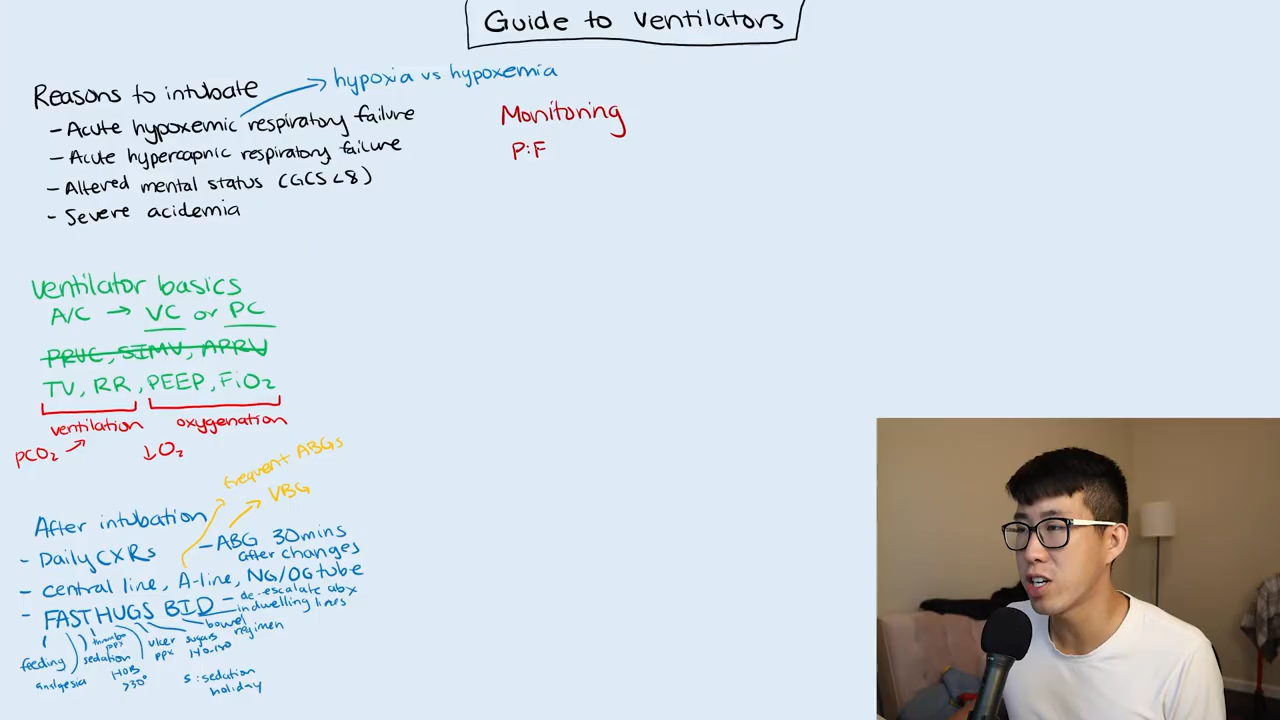 Guide to Ventilators
Reasons to intubate
hypoxia vs hypoxemia
- Acute hypoxemic respiratory failure
- Acute hypercapnic respiratory failure
- Altered mental status (GCS < 8)
- Severe acidemia
Monitoring
P:F
Ventilator basics
A/C → VC or PC
PRVC, SIMV, APRV
TV, RR, PEEP, FiO2
ventilation oxygenation
pCO2 ↓O2
frequent ABGs
VBG
After intubation
- Daily CXRs
- ABG 30mins
after changes
- central line, A-line, NG/OG tube
- FAST HUGS BID
- de-escalate abx
indwelling lines
bowel
regimen
feeding
analgesia
thrombo
ppx
sedation
HOB
>30°
ulcer
ppx
sugars
s: sedation
holiday